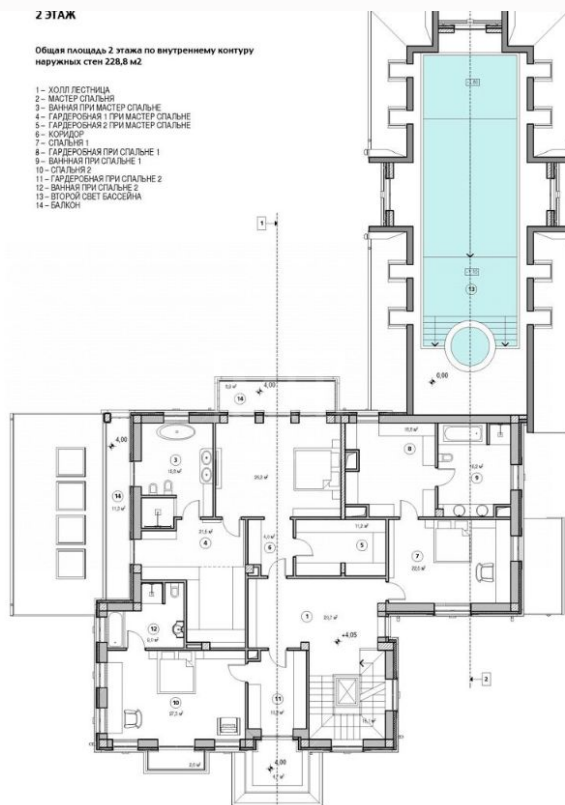 2 ЭТАЖ
Общая площадь 2 этажа по внутреннему контуру
наружных стен 228,8 м2
1 – ХОЛЛ ЛЕСТНИЦА
2 – МАСТЕР СПАЛЬНЯ
3 – ВАННАЯ ПРИ МАСТЕР СПАЛЬНЕ
4 – ГАРДЕРОБНАЯ 1 ПРИ МАСТЕР СПАЛЬНЕ
5 – ГАРДЕРОБНАЯ 2 ПРИ МАСТЕР СПАЛЬНЕ
6 – КОРИДОР
7 – СПАЛЬНЯ 1
8 – ГАРДЕРОБНАЯ ПРИ СПАЛЬНЕ 1
9 – ВАНННАЯ ПРИ СПАЛЬНЕ 1
10 – СПАЛЬНЯ 2
11 – ГАРДЕРОБНАЯ ПРИ СПАЛЬНЕ 2
12 – ВАННАЯ ПРИ СПАЛЬНЕ 2
13 – ВТОРОЙ СВЕТ БАССЕЙНА
14 – БАЛКОН
1
13
0,00
4,00
14
4,00
3
8
9
14
4
6
5
7
12
1
+4,05
2
10
11
4,00